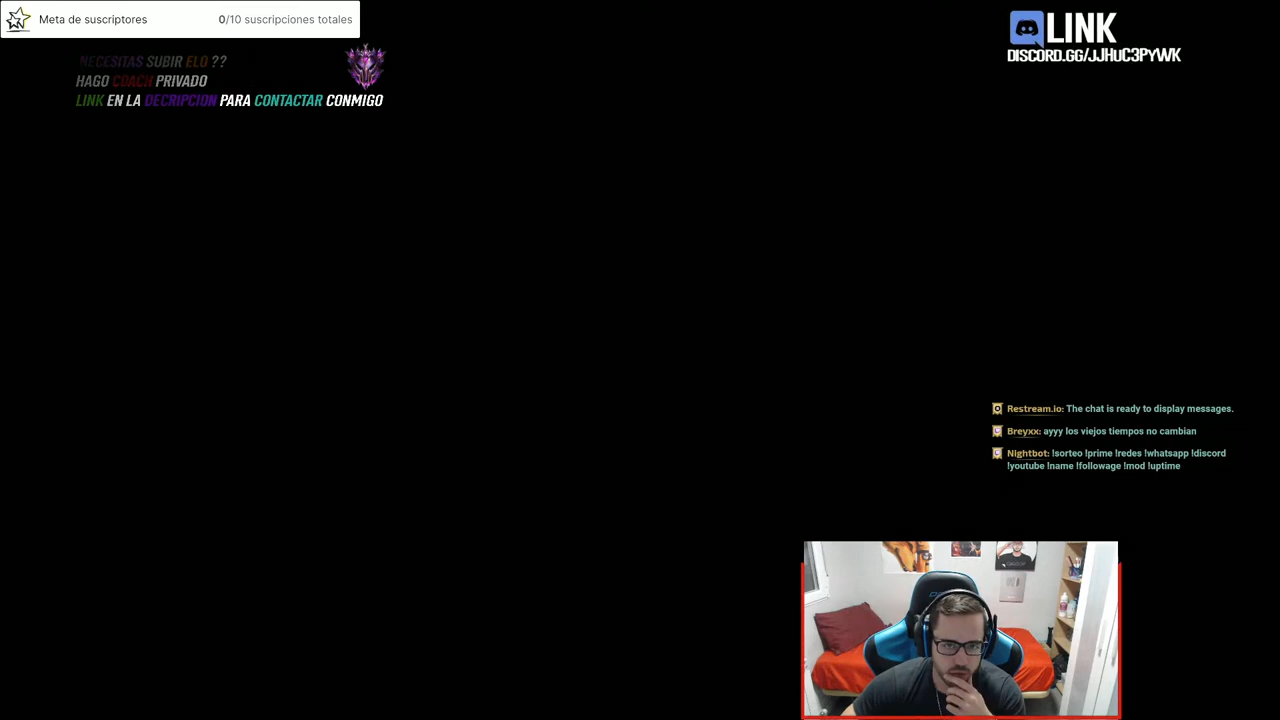 Meta de suscriptores 0/10 suscripciones totales
LINK
DISCORD.GG/JJHUC3PYWK
NECESITAS SUBIR ELO ??
HAGO COACH PRIVADO
LINK EN LA DECRIPCION PARA CONTACTAR CONMIGO
Restream.io: The chat is ready to display messages.
Breyxx: ayyy los viejos tiempos no cambian
Nightbot: !sorteo !prime !redes !whatsapp !discord
!youtube !name !followage !mod !uptime